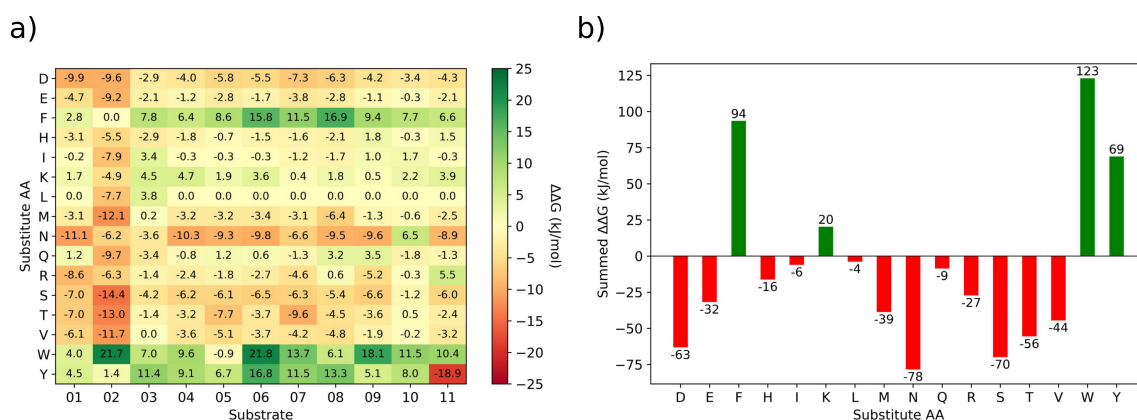 a)
D -9.9 -9.6 -2.9 -4.0 -5.8 -5.5 -7.3 -6.3 -4.2 -3.4 -4.3
E -4.7 -9.2 -2.1 -1.2 -2.8 -1.7 -3.8 -2.8 -1.1 -0.3 -2.1
F 2.8 0.0 7.8 6.4 8.6 15.8 11.5 16.9 9.4 7.7 6.6
H -3.1 -5.5 -2.9 -1.8 -0.7 -1.5 -1.6 -2.1 1.8 -0.3 1.5
I -0.2 -7.9 3.4 -0.3 -0.3 -0.3 -1.2 -1.7 1.0 1.7 -0.3
K 1.7 -4.9 4.5 4.7 1.9 3.6 0.4 1.8 0.5 2.2 3.9
L 0.0 -7.7 3.8 0.0 0.0 0.0 0.0 0.0 0.0 0.0 0.0
M -3.1 -12.1 0.2 -3.2 -3.2 -3.4 -3.1 -6.4 -1.3 -0.6 -2.5
N -11.1 -6.2 -3.6 -10.3 -9.3 -9.8 -6.6 -9.5 -9.6 6.5 -8.9
Q 1.2 -9.7 -3.4 -0.8 1.2 0.6 -1.3 3.2 3.5 -1.8 -1.3
R -8.6 -6.3 -1.4 -2.4 -1.8 -2.7 -4.6 0.6 -5.2 -0.3 5.5
S -7.0 -14.4 -4.2 -6.2 -6.1 -6.5 -6.3 -5.4 -6.6 -1.2 -6.0
T -7.0 -13.0 -1.4 -3.2 -7.7 -3.7 -9.6 -4.5 -3.6 0.5 -2.4
V -6.1 -11.7 0.0 -3.6 -5.1 -3.7 -4.2 -4.8 -1.9 -0.2 -3.2
W 4.0 21.7 7.0 9.6 -0.9 21.8 13.7 6.1 18.1 11.5 10.4
Y 4.5 1.4 11.4 9.1 6.7 16.8 11.5 13.3 5.1 8.0 -18.9
01 02 03 04 05 06 07 08 09 10 11
Substrate
Substitute AA
25
20
15
10
5
0
−5
−10
−15
−20
−25
ΔΔG (kJ/mol)
b)
125
100
75
50
25
0
−25
−50
−75
Summed ΔΔG (kJ/mol)
-63 -32 94 -16 -6 20 -4 -39 -78 -9 -27 -70 -56 -44 123 69
D E F H I K L M N Q R S T V W Y
Substitute AA